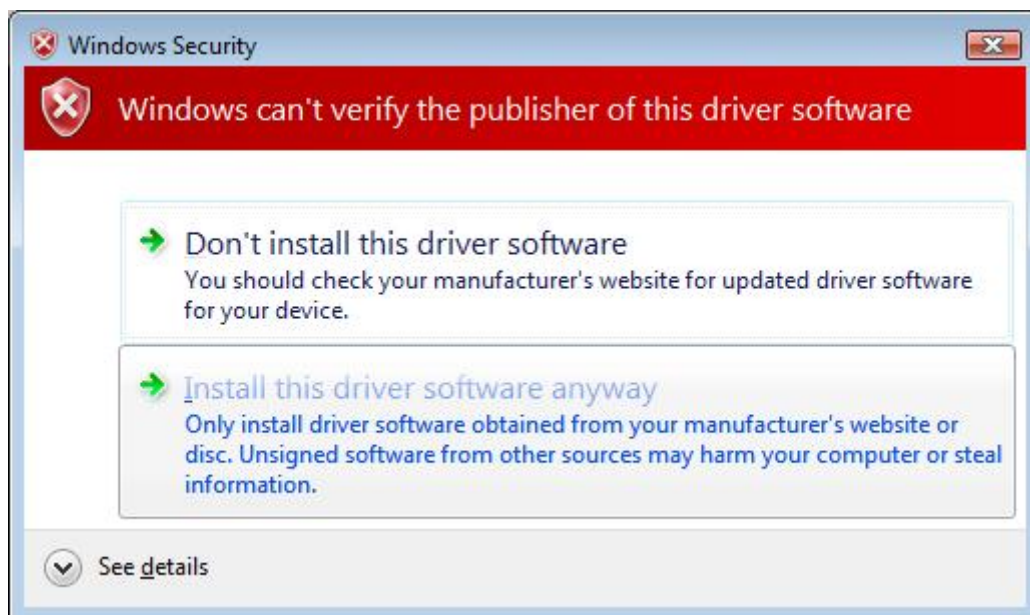 Windows Security
Windows can't verify the publisher of this driver software
Don't install this driver software
You should check your manufacturer's website for updated driver software
for your device.
Install this driver software anyway
Only install driver software obtained from your manufacturer's website or
disc. Unsigned software from other sources may harm your computer or steal
information.
See details